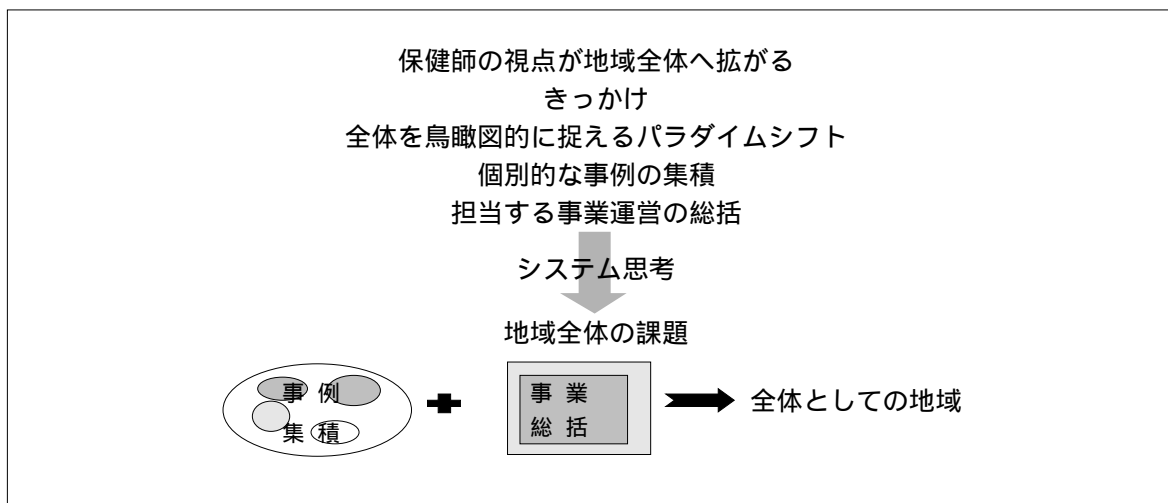 保健師の視点が地域全体へ拡がる
きっかけ
全体を鳥瞰図的に捉えるパラダイムシフト
個別的な事例の集積
担当する事業運営の総括
システム思考
地域全体の課題
事 例
集 積
事 業
総 括
全体としての地域